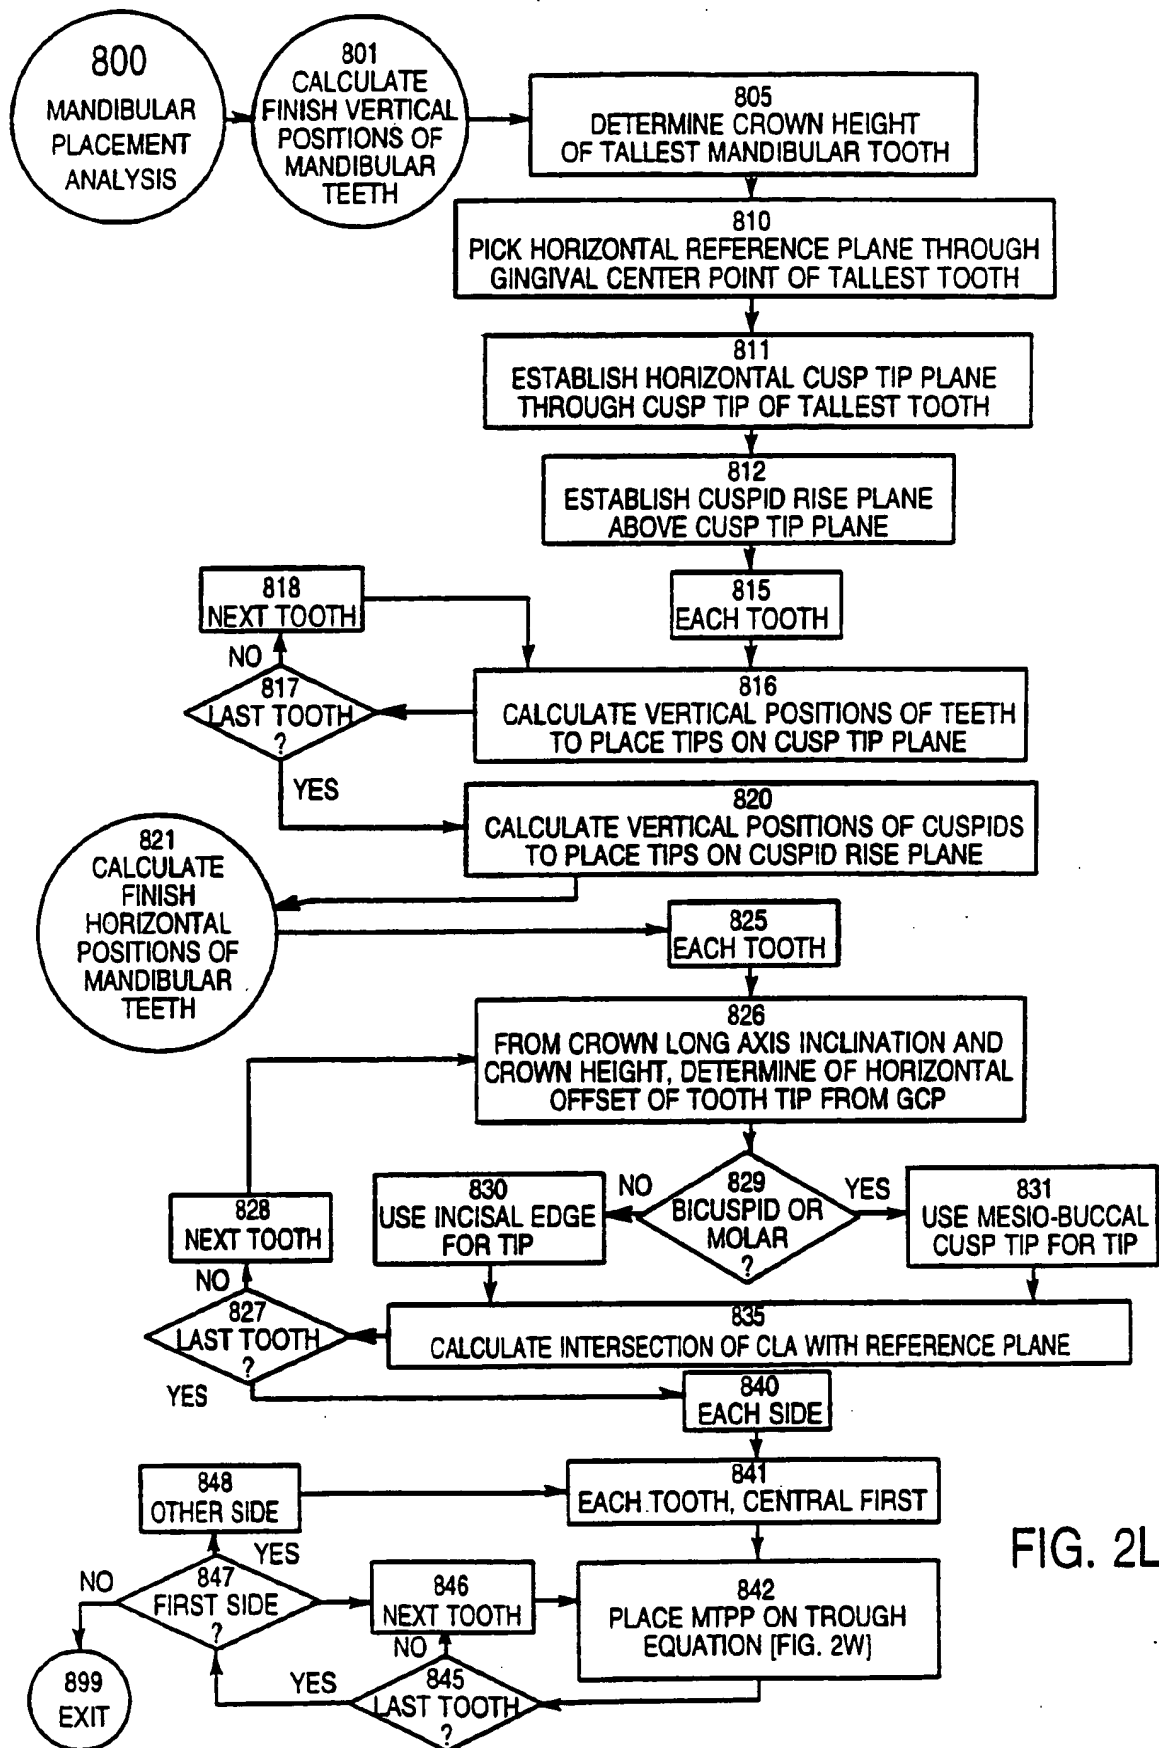 800
MANDIBULAR
PLACEMENT
ANALYSIS
801
CALCULATE
FINISH VERTICAL
POSITIONS OF
MANDIBULAR
TEETH
805
DETERMINE CROWN HEIGHT
OF TALLEST MANDIBULAR TOOTH
810
PICK HORIZONTAL REFERENCE PLANE THROUGH
GINGIVAL CENTER POINT OF TALLEST TOOTH
811
ESTABLISH HORIZONTAL CUSP TIP PLANE
THROUGH CUSP TIP OF TALLEST TOOTH
812
ESTABLISH CUSPID RISE PLANE
ABOVE CUSP TIP PLANE
815
EACH TOOTH
818
NEXT TOOTH
NO
817
LAST TOOTH
?
YES
816
CALCULATE VERTICAL POSITIONS OF TEETH
TO PLACE TIPS ON CUSP TIP PLANE
820
CALCULATE VERTICAL POSITIONS OF CUSPIDS
TO PLACE TIPS ON CUSPID RISE PLANE
821
CALCULATE
FINISH
HORIZONTAL
POSITIONS OF
MANDIBULAR
TEETH
825
EACH TOOTH
826
FROM CROWN LONG AXIS INCLINATION AND
CROWN HEIGHT, DETERMINE OF HORIZONTAL
OFFSET OF TOOTH TIP FROM GCP
829
BICUSPID OR
MOLAR
?
NO
YES
830
USE INCISAL EDGE
FOR TIP
831
USE MESIO-BUCCAL
CUSP TIP FOR TIP
828
NEXT TOOTH
NO
827
LAST TOOTH
?
YES
835
CALCULATE INTERSECTION OF CLA WITH REFERENCE PLANE
840
EACH SIDE
841
EACH TOOTH, CENTRAL FIRST
848
OTHER SIDE
YES
NO
847
FIRST SIDE
?
846
NEXT TOOTH
NO
842
PLACE MTPP ON TROUGH
EQUATION [FIG. 2W]
845
LAST TOOTH
?
YES
899
EXIT
FIG. 2L